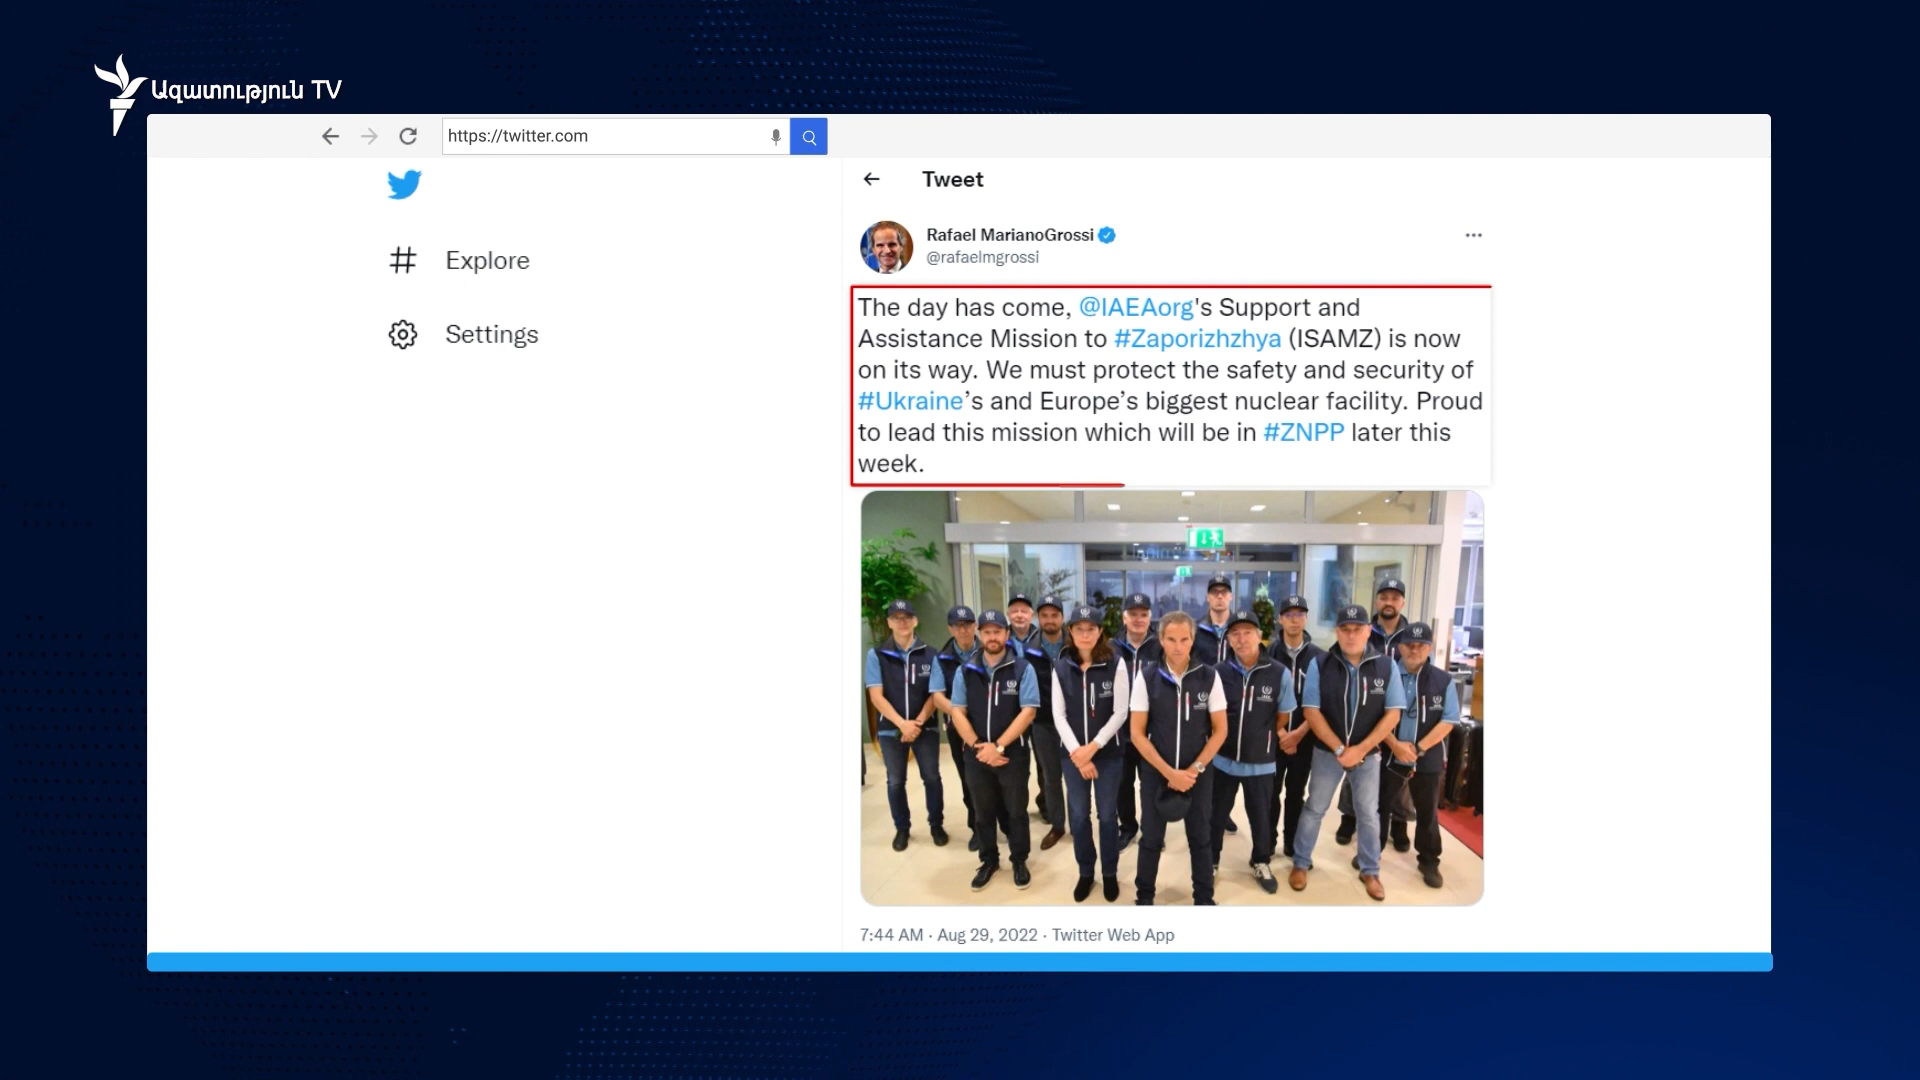 Ազատություն TV
https://twitter.com
Explore
Settings
Tweet
Rafael MarianoGrossi
@rafaelmgrossi
The day has come, @IAEAorg's Support and
Assistance Mission to #Zaporizhzhya (ISAMZ) is now
on its way. We must protect the safety and security of
#Ukraine’s and Europe’s biggest nuclear facility. Proud
to lead this mission which will be in #ZNPP later this
week.
7:44 AM · Aug 29, 2022 · Twitter Web App